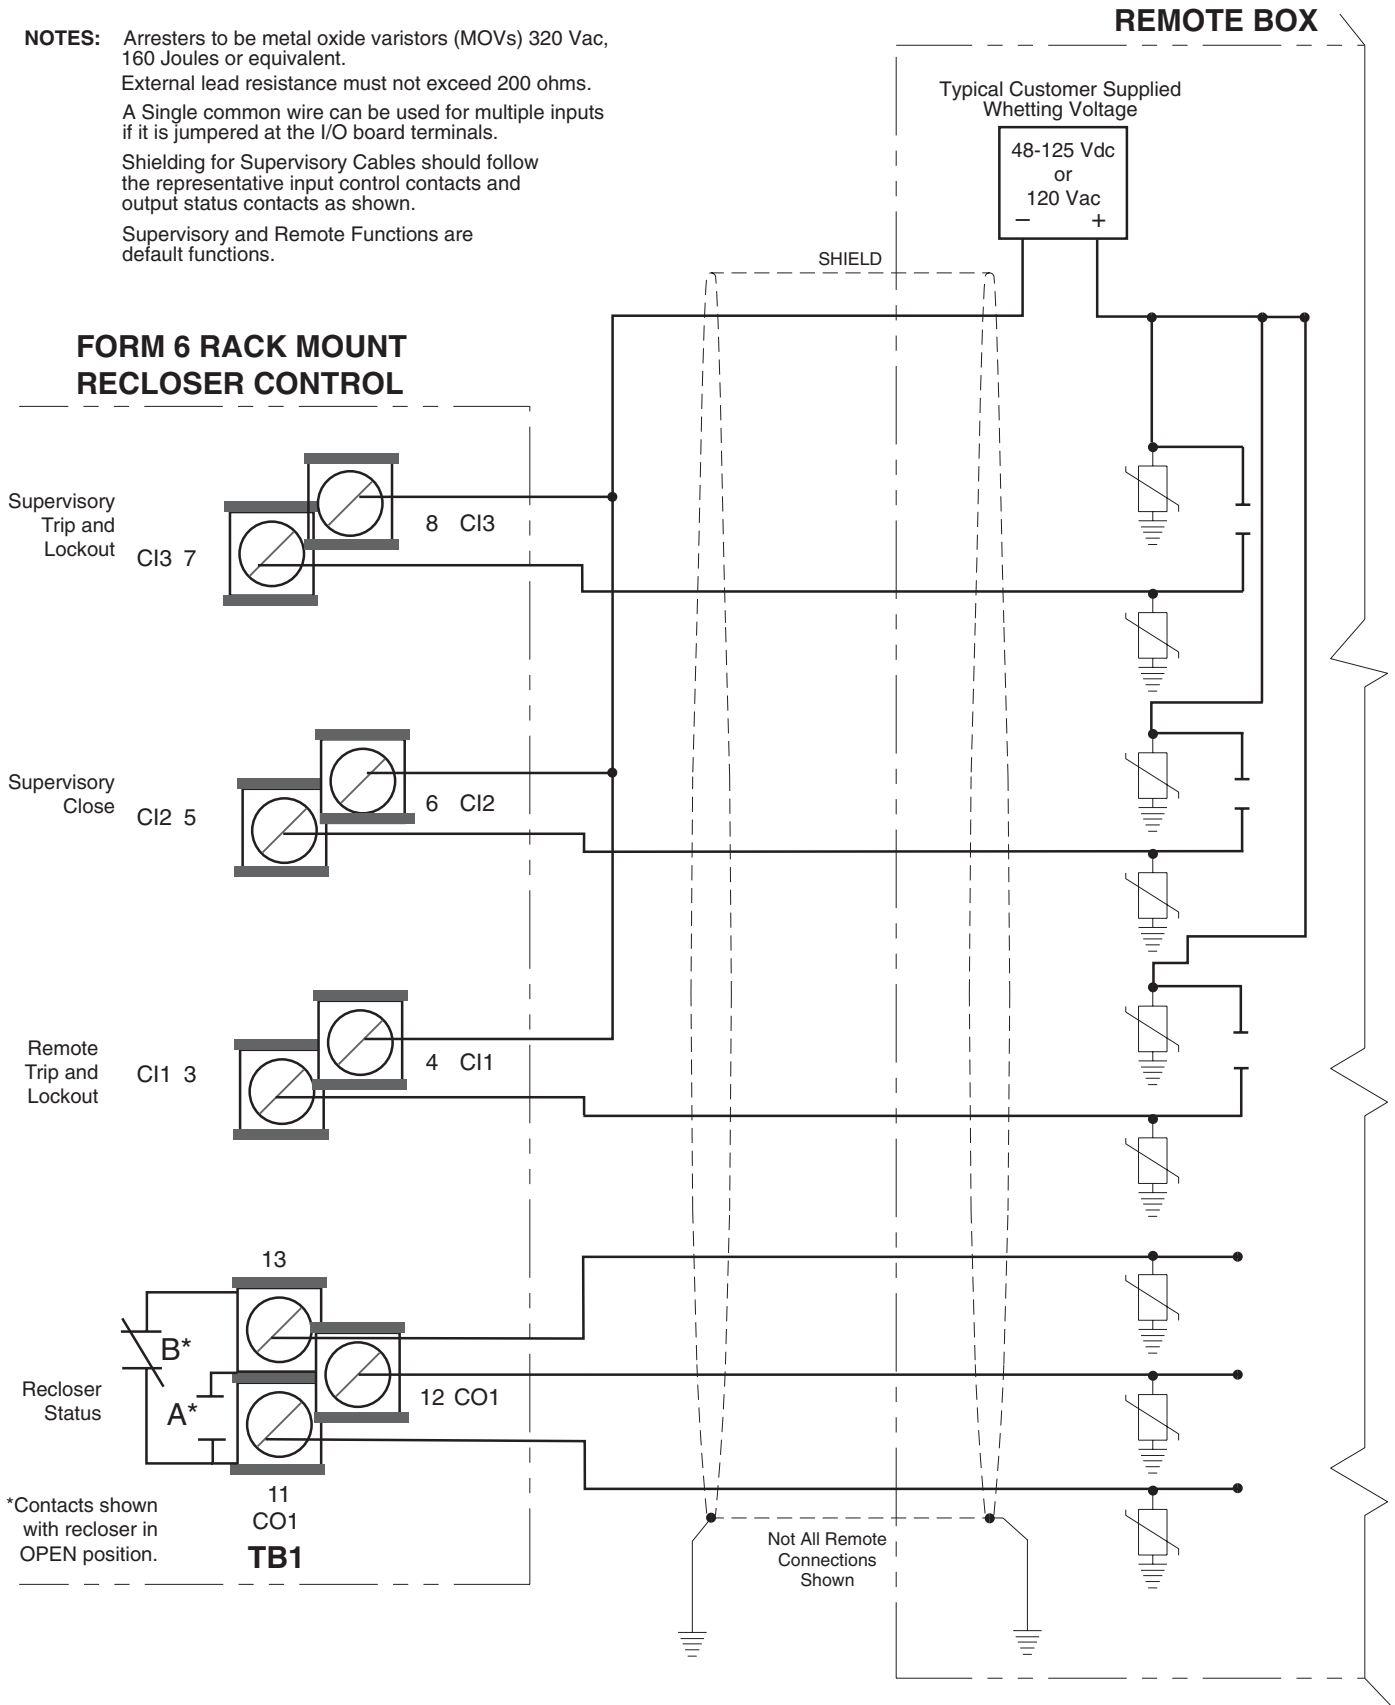 REMOTE BOX
NOTES: Arresters to be metal oxide varistors (MOVs) 320 Vac,
160 Joules or equivalent.
External lead resistance must not exceed 200 ohms.
A Single common wire can be used for multiple inputs
if it is jumpered at the I/O board terminals.
Shielding for Supervisory Cables should follow
the representative input control contacts and
output status contacts as shown.
Supervisory and Remote Functions are
default functions.
Typical Customer Supplied
Whetting Voltage
48-125 Vdc
or
120 Vac
– +
SHIELD
FORM 6 RACK MOUNT
RECLOSER CONTROL
Supervisory
Trip and
Lockout
CI3 7
8 CI3
Supervisory
Close
CI2 5
6 CI2
Remote
Trip and
Lockout
CI1 3
4 CI1
13
B*
Recloser
Status
A*
12 CO1
11
CO1
TB1
*Contacts shown
with recloser in
OPEN position.
Not All Remote
Connections
Shown